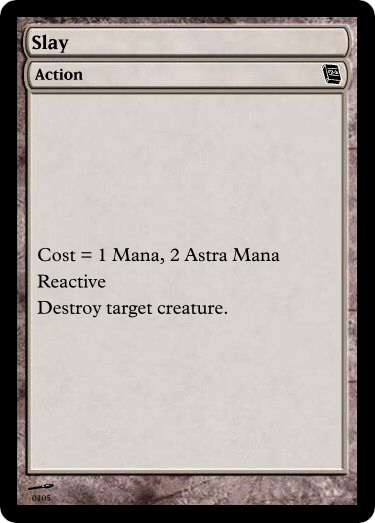 Slay
Action
Cost = 1 Mana, 2 Astra Mana
Reactive
Destroy target creature.
0105